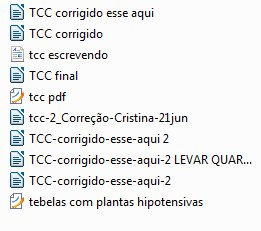 TCC corrigido esse aqui
TCC corrigido
tcc escrevendo
TCC final
tcc pdf
tcc-2_Correção-Cristina-21jun
TCC-corrigido-esse-aqui 2
TCC-corrigido-esse-aqui-2 LEVAR QUAR...
TCC-corrigido-esse-aqui-2
tebelas com plantas hipotensivas